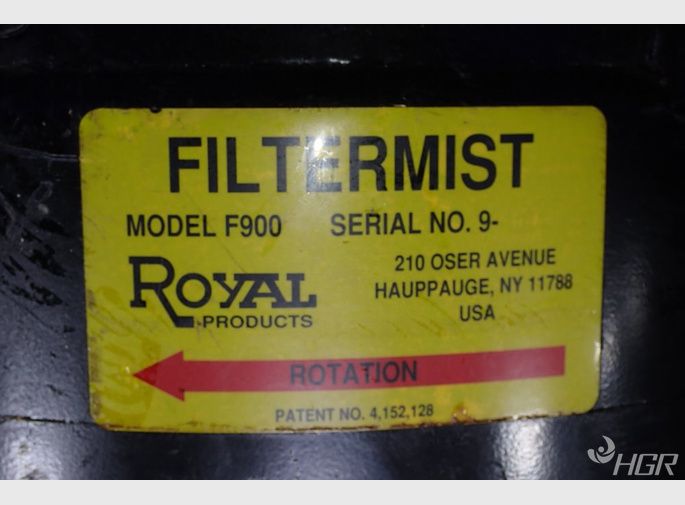 FILTERMIST
MODEL F900 SERIAL NO. 9-
ROYAL
PRODUCTS
210 OSER AVENUE
HAUPPAUGE, NY 11788
USA
ROTATION
PATENT NO. 4,152,128
HGR